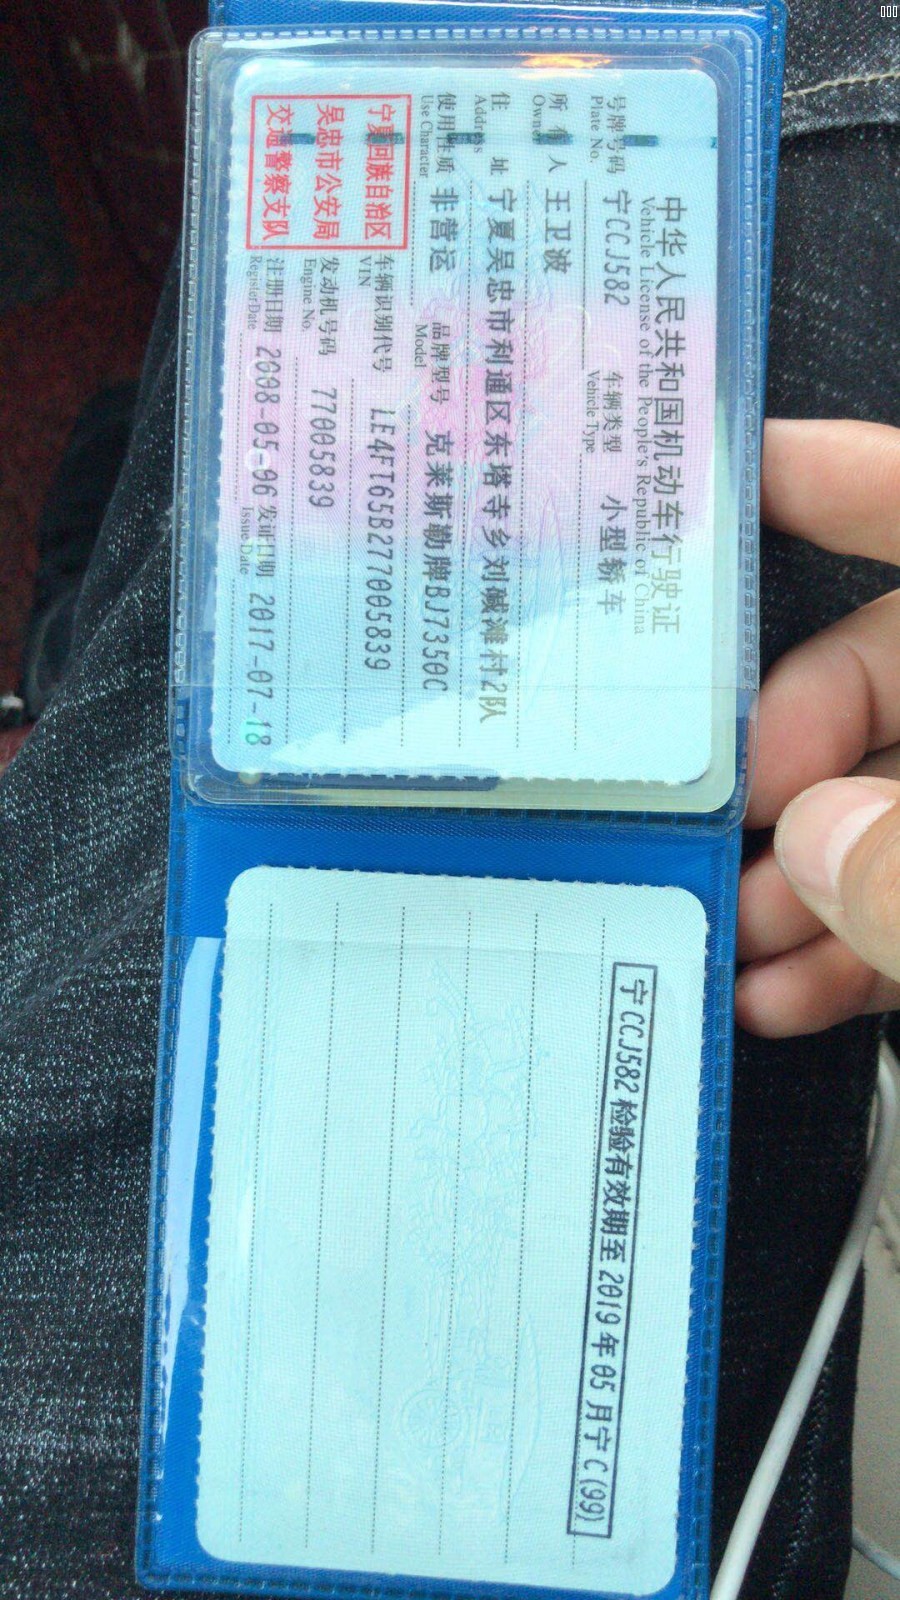 中华人民共和国机动车行驶证
Vehicle License of the People's Republic of China
号牌号码 宁CCJ582 车辆类型 小型轿车
Plate No. Vehicle Type
所有人 王卫波
Owner
住址 宁夏吴忠市利通区东塔寺乡刘碱滩村2队
Address
使用性质 非营运 品牌型号 克莱斯勒牌BJ7350C
Use Character Model
宁夏回族自治区
吴忠市公安局
交通警察支队
车辆识别代号 LE4FT65B277005839
VIN
发动机号码 77005839
Engine No.
注册日期 2008-05-06 发证日期 2017-07-18
Register Date Issue Date
宁CCJ582检验有效期至2019年05月宁C(99)